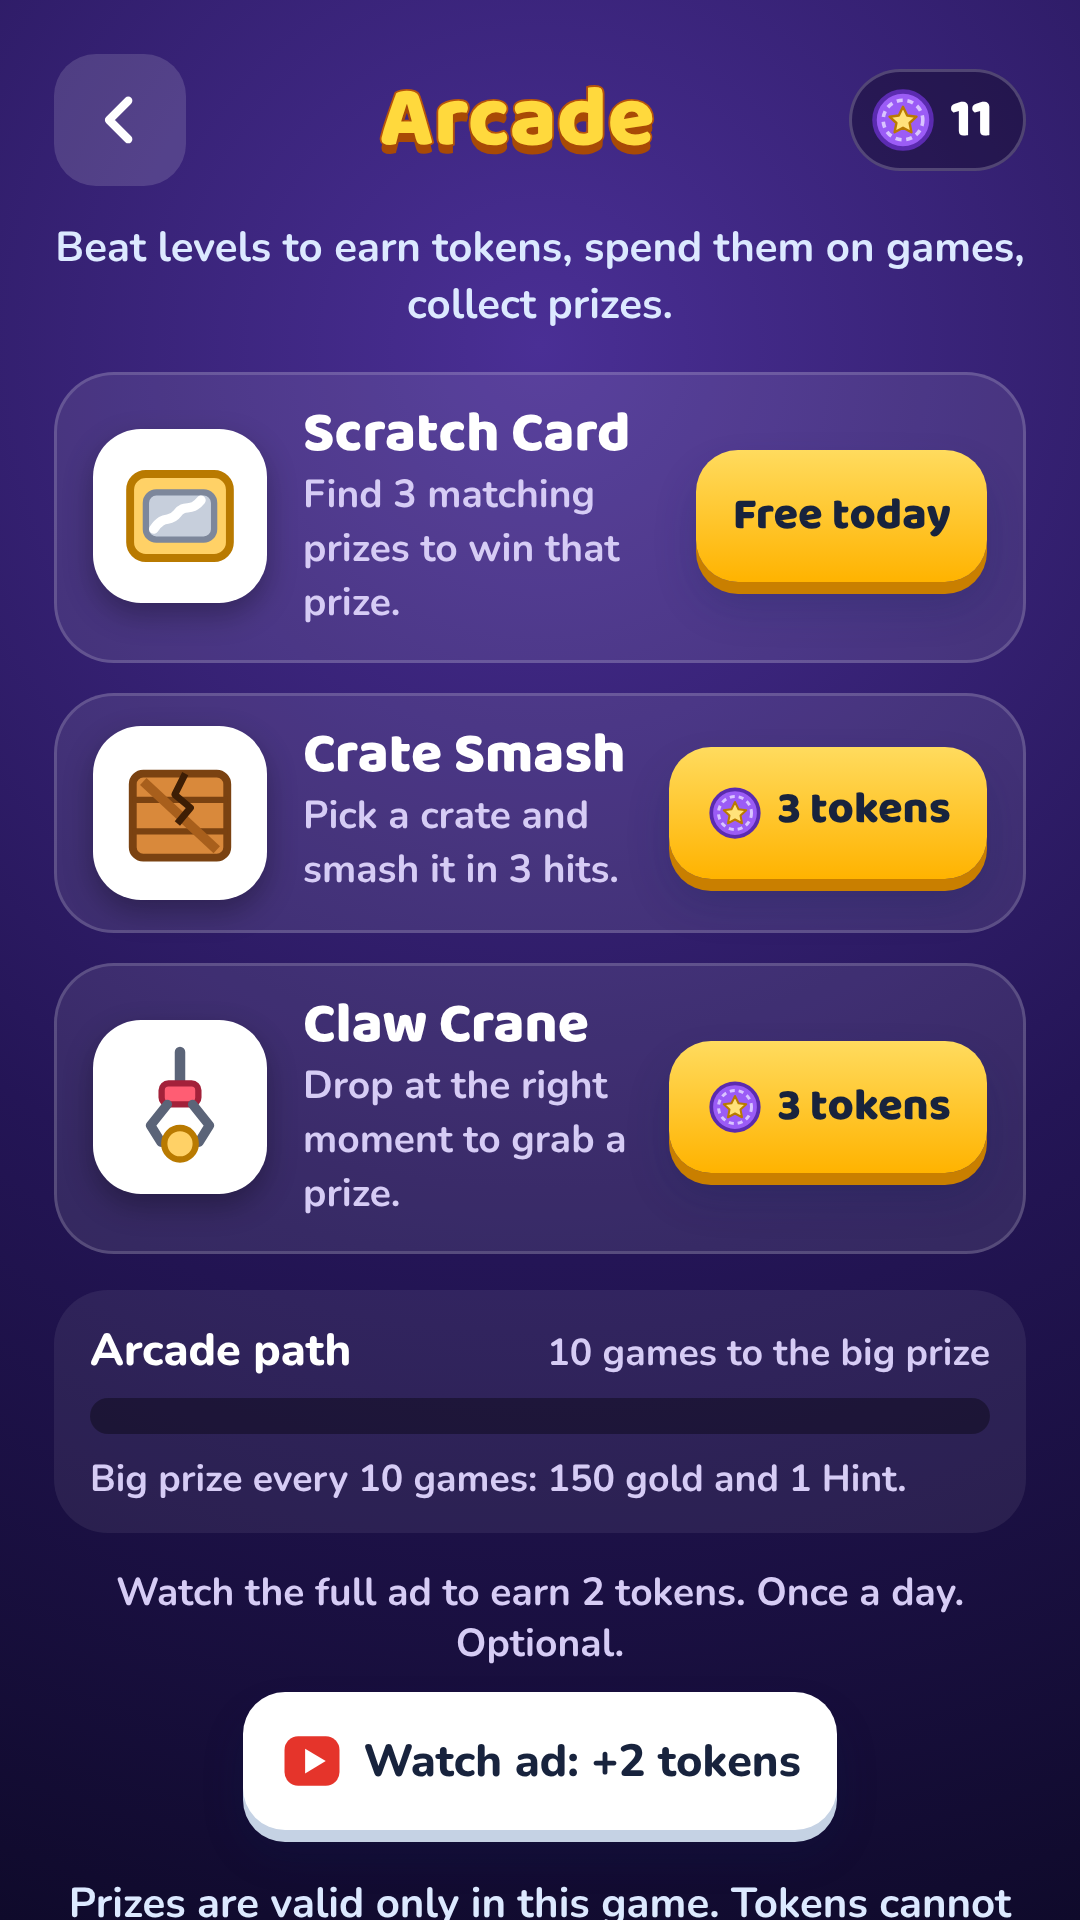 Arcade
11
Beat levels to earn tokens, spend them on games,
collect prizes.
Scratch Card
Find 3 matching
prizes to win that
prize.
Free today
Crate Smash
Pick a crate and
smash it in 3 hits.
3 tokens
Claw Crane
Drop at the right
moment to grab a
prize.
3 tokens
Arcade path
10 games to the big prize
Big prize every 10 games: 150 gold and 1 Hint.
Watch the full ad to earn 2 tokens. Once a day.
Optional.
Watch ad: +2 tokens
Prizes are valid only in this game. Tokens cannot